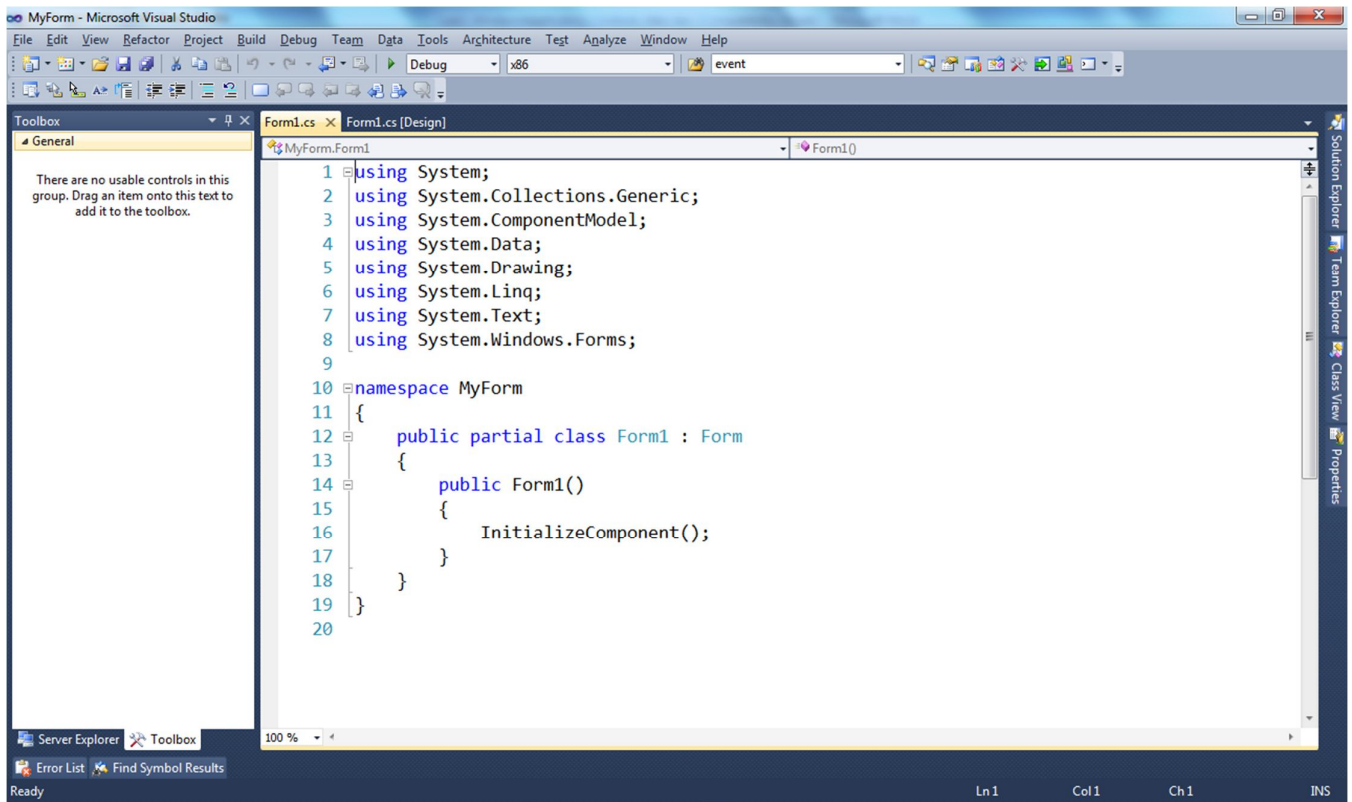 MyForm - Microsoft Visual Studio
File Edit View Refactor Project Build Debug Team Data Tools Architecture Test Analyze Window Help
Debug x86 event
Toolbox
General
There are no usable controls in this
group. Drag an item onto this text to
add it to the toolbox.
Server Explorer Toolbox
Form1.cs Form1.cs [Design]
MyForm.Form1 Form1()
1 using System;
2 using System.Collections.Generic;
3 using System.ComponentModel;
4 using System.Data;
5 using System.Drawing;
6 using System.Linq;
7 using System.Text;
8 using System.Windows.Forms;
9
10 namespace MyForm
11 {
12 public partial class Form1 : Form
13 {
14 public Form1()
15 {
16 InitializeComponent();
17 }
18 }
19 }
20
100 %
Solution Explorer
Team Explorer
Class View
Properties
Error List Find Symbol Results
Ready Ln 1 Col 1 Ch 1 INS